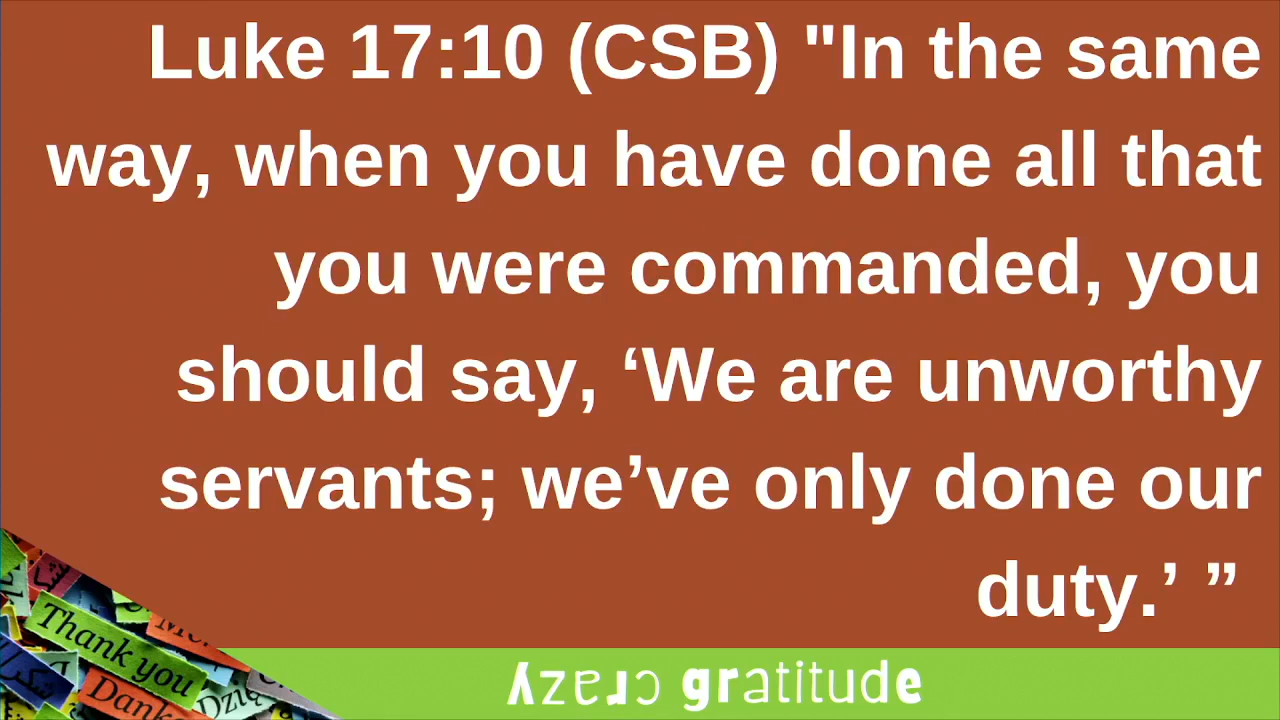 Luke 17:10 (CSB) "In the same
way, when you have done all that
you were commanded, you
should say, ‘We are unworthy
servants; we’ve only done our
duty.’ ”
Thank you
Danke
crazy gratitude